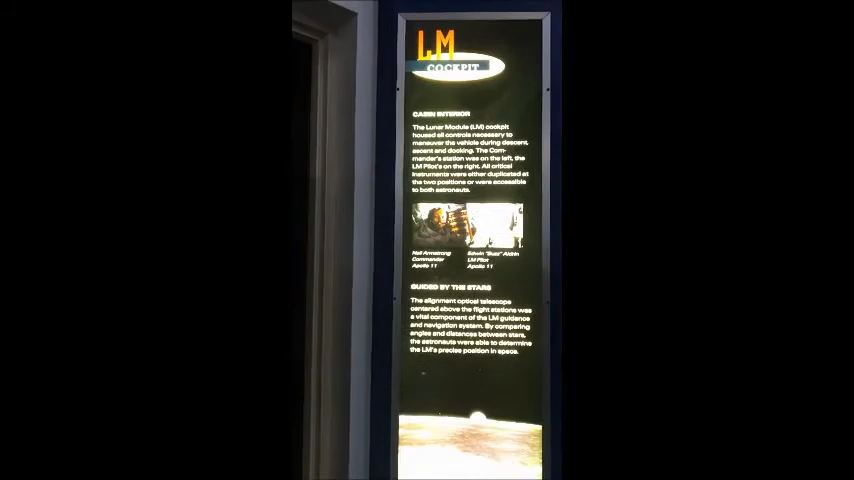 LM
COCKPIT
CABIN INTERIOR
The Lunar Module (LM) cockpit
housed all controls necessary to
maneuver the vehicle during descent,
ascent and docking. The Com-
mander's station was on the left, the
LM Pilot's on the right. All critical
instruments were either duplicated at
the two positions or were accessible
to both astronauts.
Neil Armstrong
Commander
Apollo 11
Edwin "Buzz" Aldrin
LM Pilot
Apollo 11
GUIDED BY THE STARS
The alignment optical telescope
centered above the flight stations was
a vital component of the LM guidance
and navigation system. By comparing
angles and distances between stars,
the astronauts were able to determine
the LM's precise position in space.